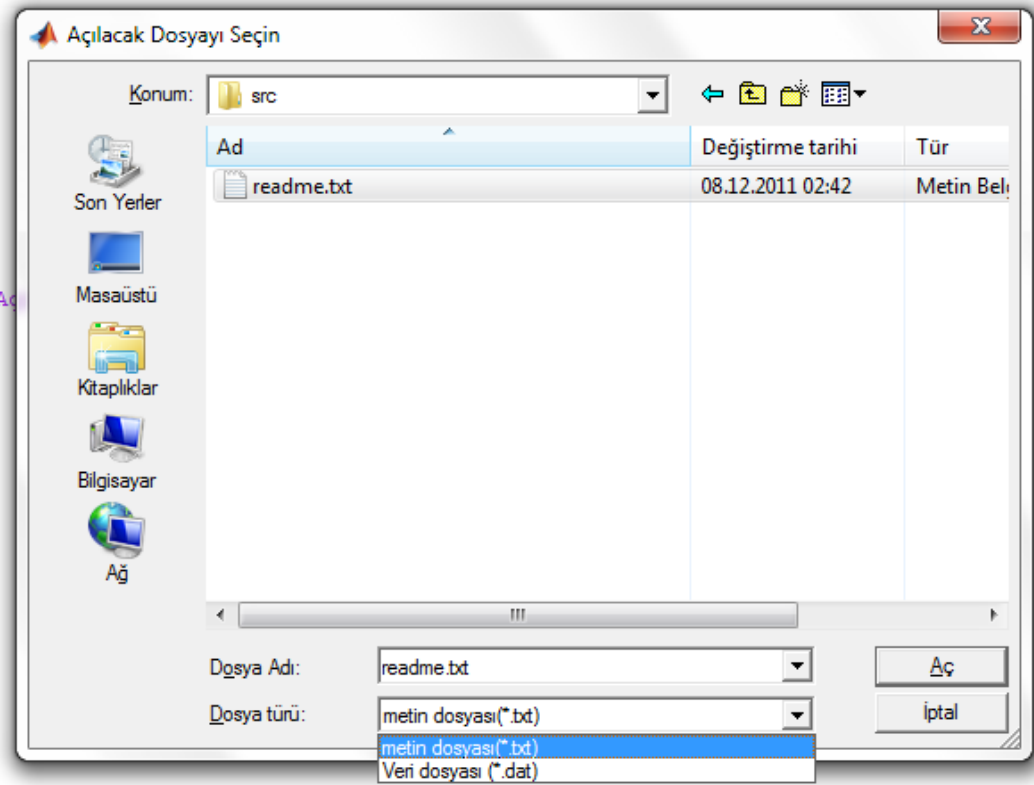 Açılacak Dosyayı Seçin
Konum: src
Ad Değiştirme tarihi Tür
readme.txt 08.12.2011 02:42 Metin Belg
Son Yerler
Masaüstü
Kitaplıklar
Bilgisayar
Ağ
Dosya Adı: readme.txt Aç
Dosya türü: metin dosyası(*.txt) İptal
metin dosyası(*.txt)
Veri dosyası (*.dat)